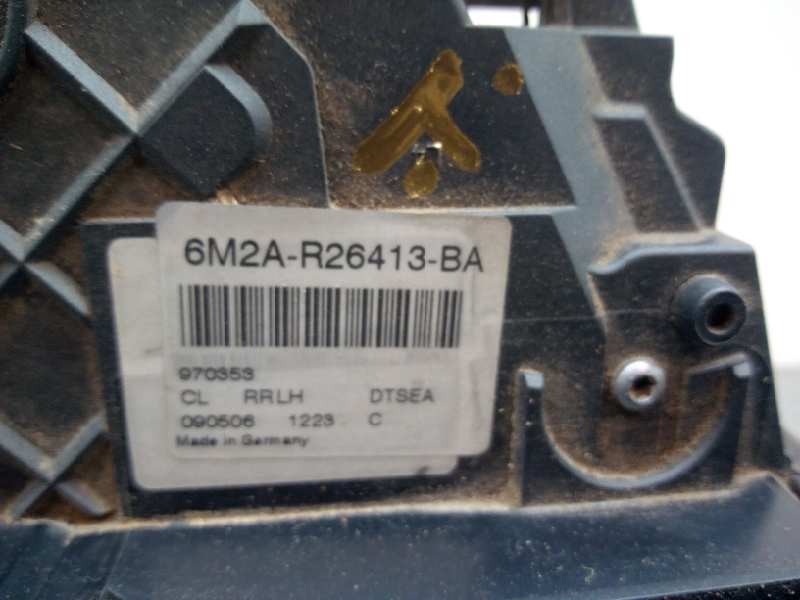 6M2A-R26413-BA
970353
CL RRLH DTSEA
090506 1223 C
Made in Germany